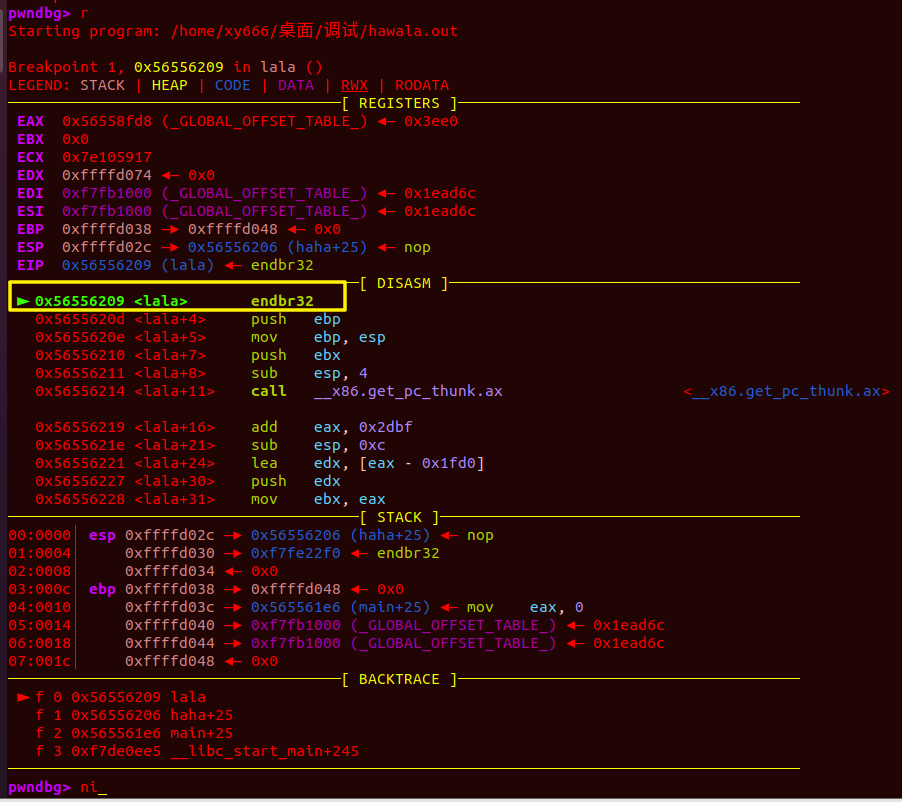 pwndbg> r
Starting program: /home/xy666/桌面/调试/hawala.out
Breakpoint 1, 0x56556209 in lala ()
LEGEND: STACK | HEAP | CODE | DATA | RWX | RODATA
[ REGISTERS ]
EAX 0x56558fd8 (_GLOBAL_OFFSET_TABLE_) ◂— 0x3ee0
EBX 0x0
ECX 0x7e105917
EDX 0xffffd074 ◂— 0x0
EDI 0xf7fb1000 (_GLOBAL_OFFSET_TABLE_) ◂— 0x1ead6c
ESI 0xf7fb1000 (_GLOBAL_OFFSET_TABLE_) ◂— 0x1ead6c
EBP 0xffffd038 —▸ 0xffffd048 ◂— 0x0
ESP 0xffffd02c —▸ 0x56556206 (haha+25) ◂— nop
EIP 0x56556209 (lala) ◂— endbr32
[ DISASM ]
► 0x56556209 <lala> endbr32
0x5655620d <lala+4> push ebp
0x5655620e <lala+5> mov ebp, esp
0x56556210 <lala+7> push ebx
0x56556211 <lala+8> sub esp, 4
0x56556214 <lala+11> call __x86.get_pc_thunk.ax <__x86.get_pc_thunk.ax>
0x56556219 <lala+16> add eax, 0x2dbf
0x5655621e <lala+21> sub esp, 0xc
0x56556221 <lala+24> lea edx, [eax - 0x1fd0]
0x56556227 <lala+30> push edx
0x56556228 <lala+31> mov ebx, eax
[ STACK ]
00:0000│ esp 0xffffd02c —▸ 0x56556206 (haha+25) ◂— nop
01:0004│ 0xffffd030 —▸ 0xf7fe22f0 ◂— endbr32
02:0008│ 0xffffd034 ◂— 0x0
03:000c│ ebp 0xffffd038 —▸ 0xffffd048 ◂— 0x0
04:0010│ 0xffffd03c —▸ 0x565561e6 (main+25) ◂— mov eax, 0
05:0014│ 0xffffd040 —▸ 0xf7fb1000 (_GLOBAL_OFFSET_TABLE_) ◂— 0x1ead6c
06:0018│ 0xffffd044 —▸ 0xf7fb1000 (_GLOBAL_OFFSET_TABLE_) ◂— 0x1ead6c
07:001c│ 0xffffd048 ◂— 0x0
[ BACKTRACE ]
► f 0 0x56556209 lala
f 1 0x56556206 haha+25
f 2 0x565561e6 main+25
f 3 0xf7de0ee5 __libc_start_main+245
pwndbg> ni_